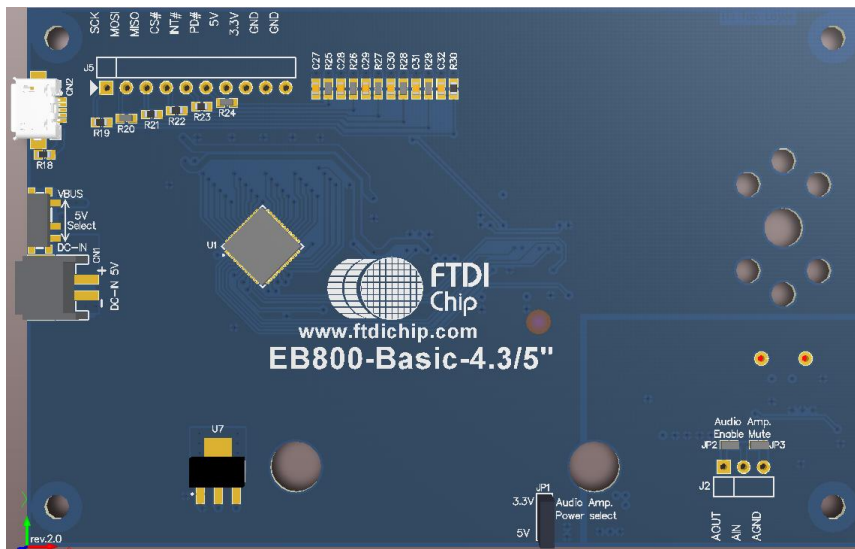 SCK
MOSI
MISO
CS#
INT#
PD#
5V
3.3V
GND
GND
J5
C27
R25
C28
R26
C29
R27
C30
R28
C31
R29
C32
R30
CN2
R19
R20
R21
R22
R23
R24
R18
VBUS
5V
Select
DC-IN
CN1
+
DC-IN 5V
-
U1
FTDI
Chip
www.ftdichip.com
EB800-Basic-4.3/5"
U7
Audio Amp.
Enable Mute
JP2
JP3
J2
AOUT
AIN
AGND
JP1
3.3V
Audio Amp.
Power select
5V
rev.2.0